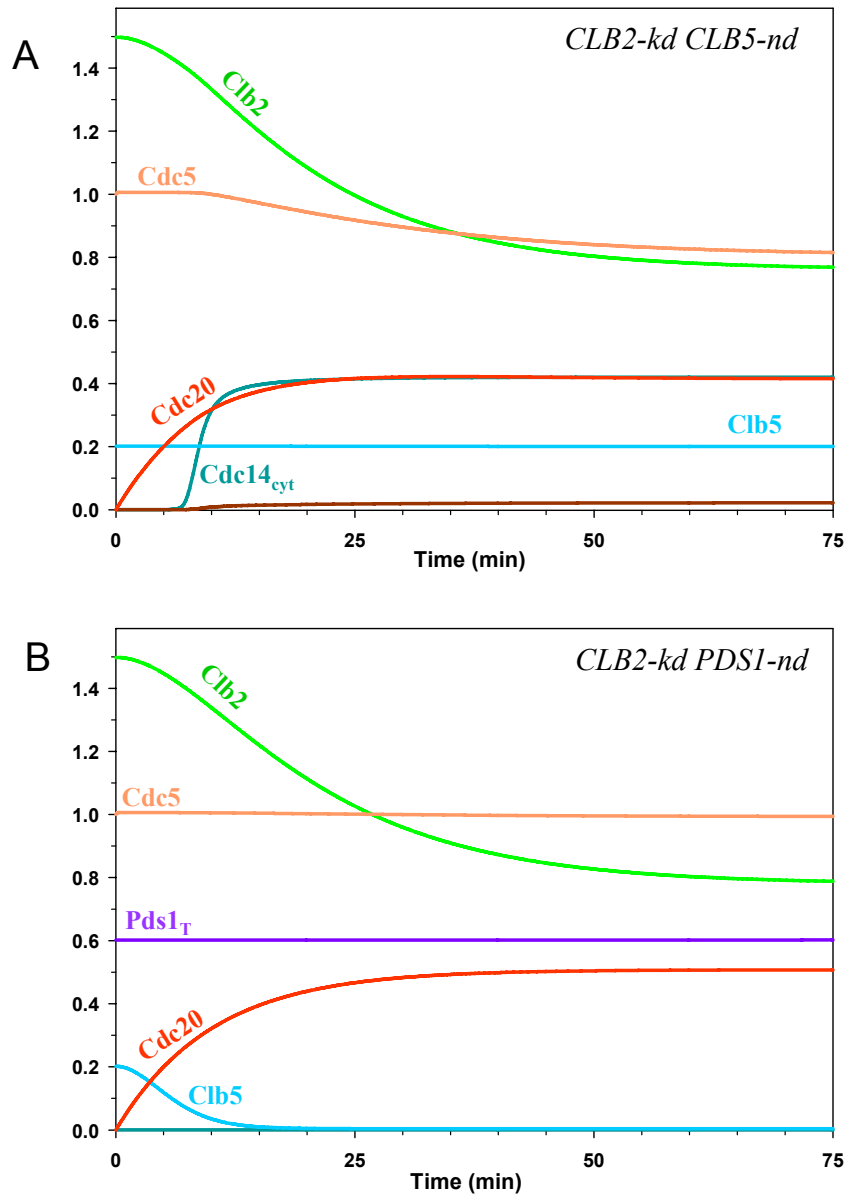 A
CLB2-kd CLB5-nd
1.4
Clb2
1.2
Cdc5
1.0
0.8
0.6
0.4
Cdc20
Clb5
0.2
Cdc14cyt
0.0
0 25 50 75
Time (min)
B
CLB2-kd PDS1-nd
1.4
Clb2
1.2
Cdc5
1.0
0.8
Pds1T
0.6
0.4
Cdc20
0.2
Clb5
0.0
0 25 50 75
Time (min)